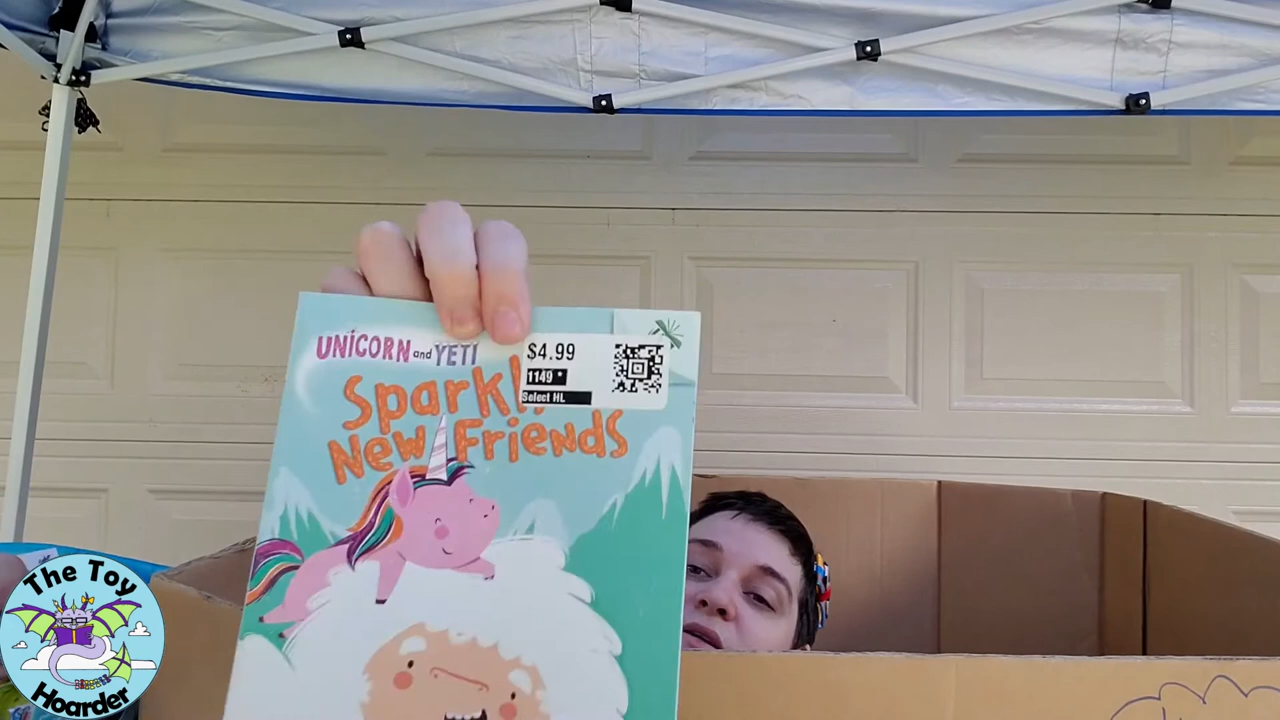 UNICORN and YETI
$4.99
1149 *
Select HL
New Friends
The Toy
Hoarder